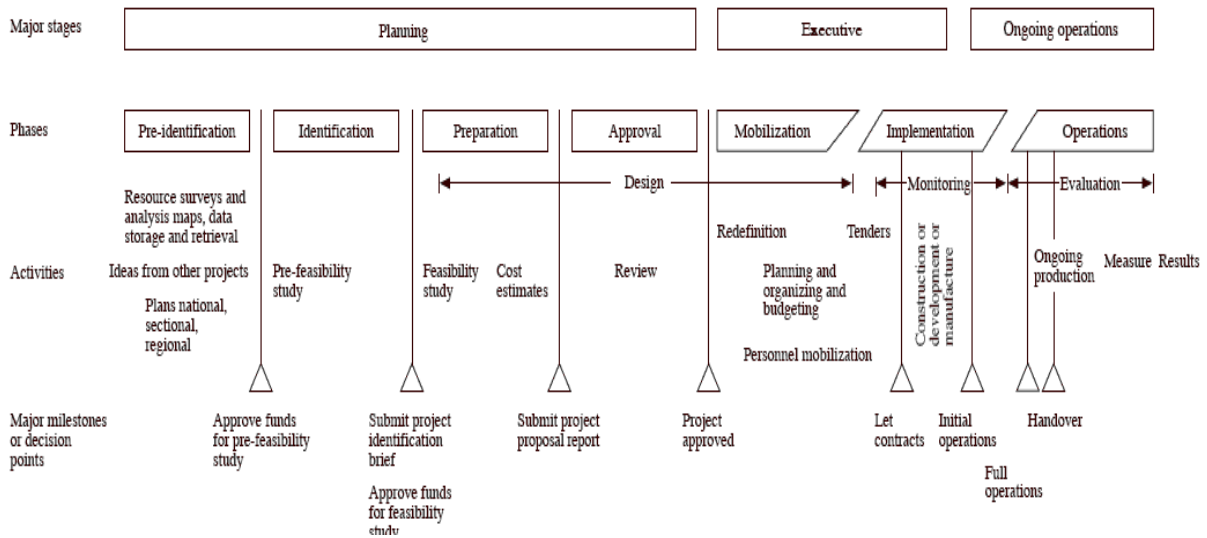 Major stages
Planning
Executive
Ongoing operations
Phases
Pre-identification
Identification
Preparation
Approval
Mobilization
Implementation
Operations
Design
Monitoring
Evaluation
Activities
Resource surveys and
analysis maps, data
storage and retrieval
Ideas from other projects
Plans national,
sectional,
regional
Pre-feasibility
study
Feasibility
study
Cost
estimates
Review
Redefinition
Planning and
organizing and
budgeting
Personnel mobilization
Tenders
Construction or
development or
manufacture
Ongoing
production
Measure Results
Major milestones
or decision
points
Approve funds
for pre-feasibility
study
Submit project
identification
brief
Approve funds
for feasibility
study
Submit project
proposal report
Project
approved
Let
contracts
Initial
operations
Full
operations
Handover